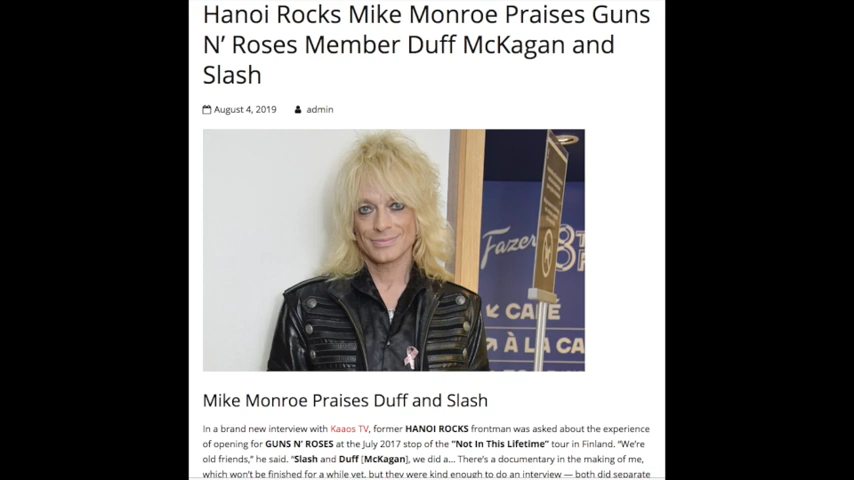 Hanoi Rocks Mike Monroe Praises Guns
N’ Roses Member Duff McKagan and
Slash
August 4, 2019 admin
Fazer 8
CAFÉ
À LA CA
Mike Monroe Praises Duff and Slash
In a brand new interview with Kaaos TV, former HANOI ROCKS frontman was asked about the experience
of opening for GUNS N’ ROSES at the July 2017 stop of the “Not In This Lifetime” tour in Finland. “We’re
old friends,” he said. “Slash and Duff [McKagan], we did a… There’s a documentary in the making of me,
which won’t be finished for a while yet, but they were kind enough to do an interview — both did separate